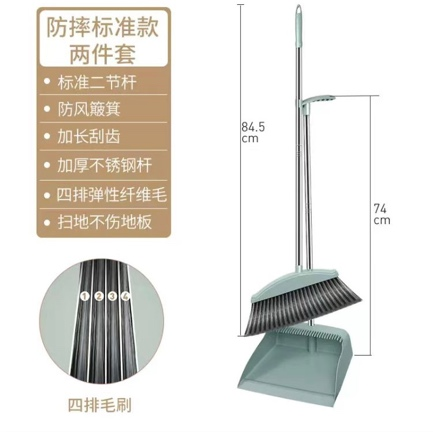 防摔标准款
两件套
标准二节杆
防风簸箕
加长刮齿
加厚不锈钢杆
四排弹性纤维毛
扫地不伤地板
84.5
cm
74
cm
1 2 3 4
四排毛刷